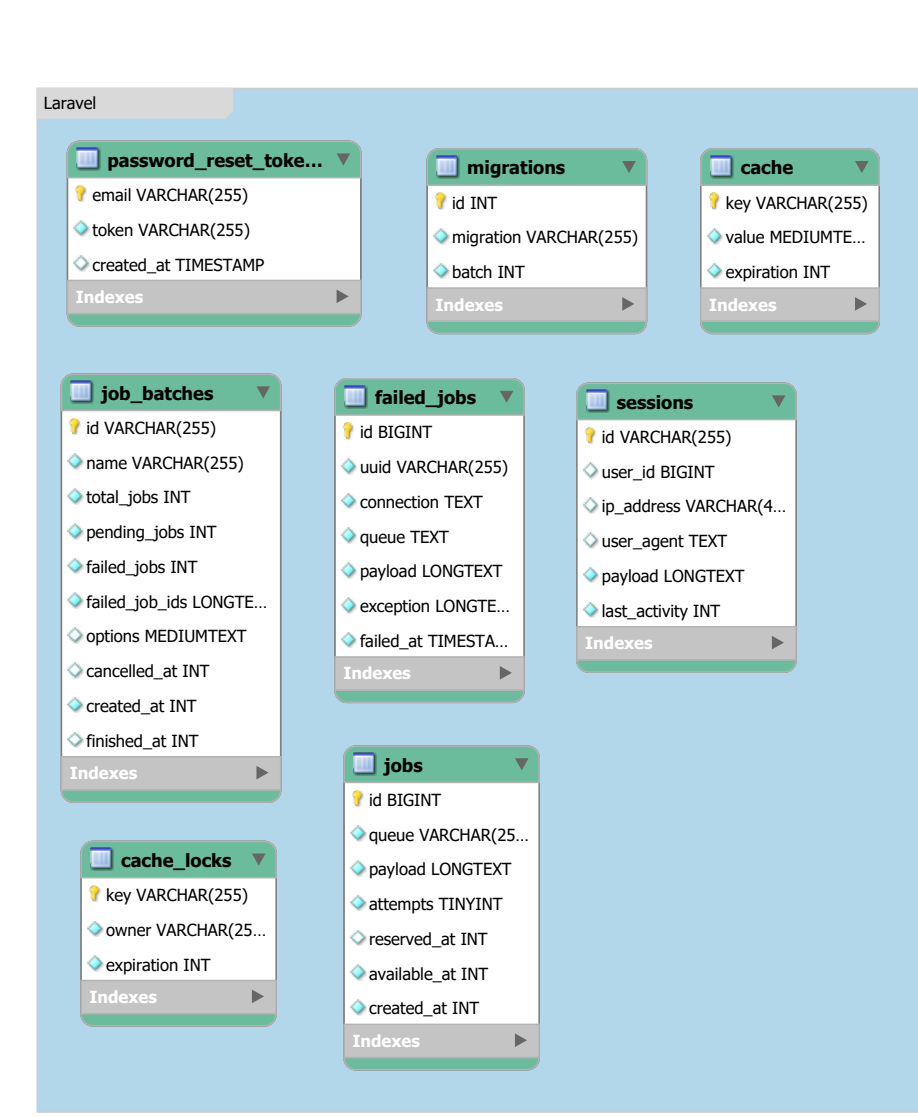 Laravel
password_reset_toke...
email VARCHAR(255)
token VARCHAR(255)
created_at TIMESTAMP
Indexes
migrations
id INT
migration VARCHAR(255)
batch INT
Indexes
cache
key VARCHAR(255)
value MEDIUMTE...
expiration INT
Indexes
job_batches
id VARCHAR(255)
name VARCHAR(255)
total_jobs INT
pending_jobs INT
failed_jobs INT
failed_job_ids LONGTE...
options MEDIUMTEXT
cancelled_at INT
created_at INT
finished_at INT
Indexes
failed_jobs
id BIGINT
uuid VARCHAR(255)
connection TEXT
queue TEXT
payload LONGTEXT
exception LONGTE...
failed_at TIMESTA...
Indexes
sessions
id VARCHAR(255)
user_id BIGINT
ip_address VARCHAR(4...
user_agent TEXT
payload LONGTEXT
last_activity INT
Indexes
jobs
id BIGINT
queue VARCHAR(25...
payload LONGTEXT
attempts TINYINT
reserved_at INT
available_at INT
created_at INT
Indexes
cache_locks
key VARCHAR(255)
owner VARCHAR(25...
expiration INT
Indexes